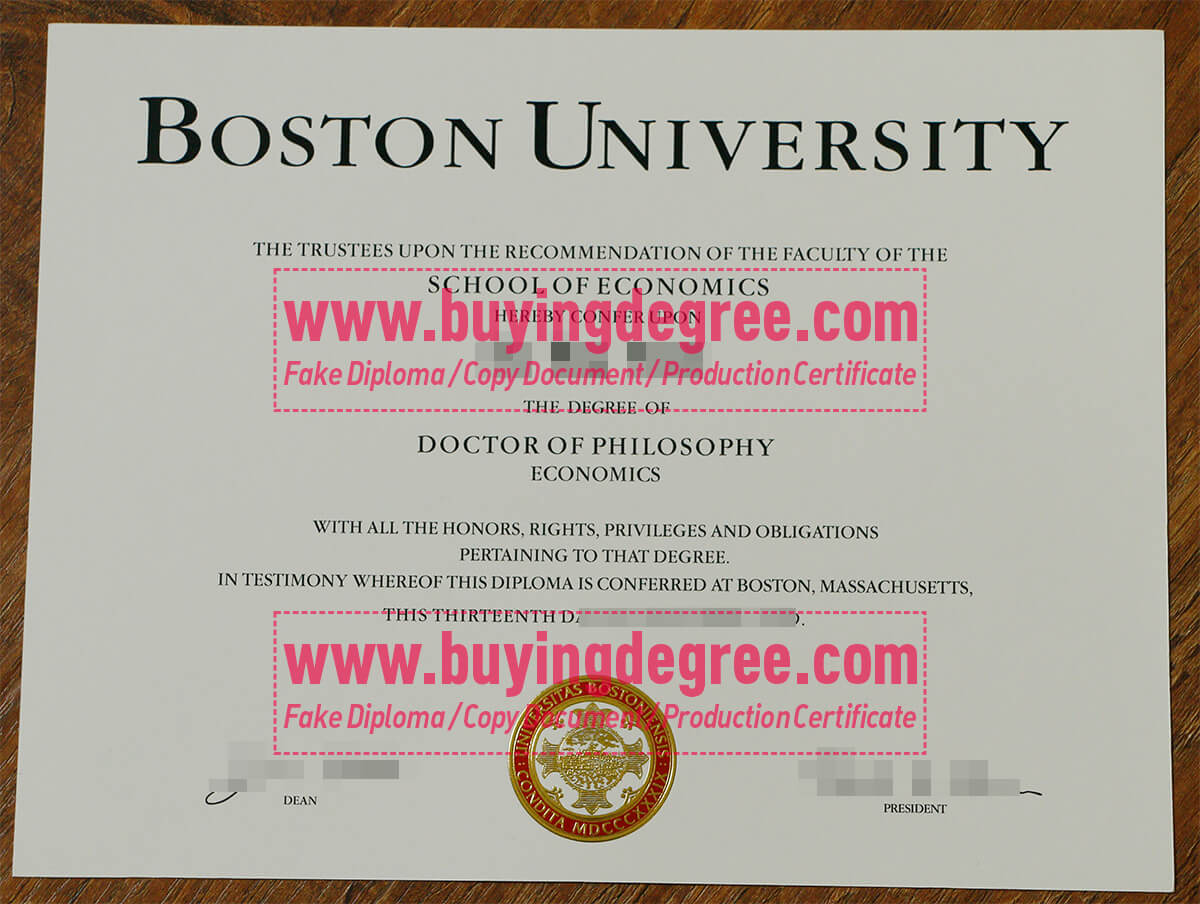 BOSTON UNIVERSITY
THE TRUSTEES UPON THE RECOMMENDATION OF THE FACULTY OF THE
SCHOOL OF ECONOMICS
www.buyingdegree.com
HEREBY CONFER UPON
Fake Diploma / Copy Document / Production Certificate
THE DEGREE OF
DOCTOR OF PHILOSOPHY
ECONOMICS
WITH ALL THE HONORS, RIGHTS, PRIVILEGES AND OBLIGATIONS
PERTAINING TO THAT DEGREE.
IN TESTIMONY WHEREOF THIS DIPLOMA IS CONFERRED AT BOSTON, MASSACHUSETTS,
THIS THIRTEENTH
www.buyingdegree.com
Fake Diploma / Copy Document / Production Certificate
UNIVERSITAS BOSTONIENSIS
CONDITA MDCCCXXXIX
DEAN
PRESIDENT